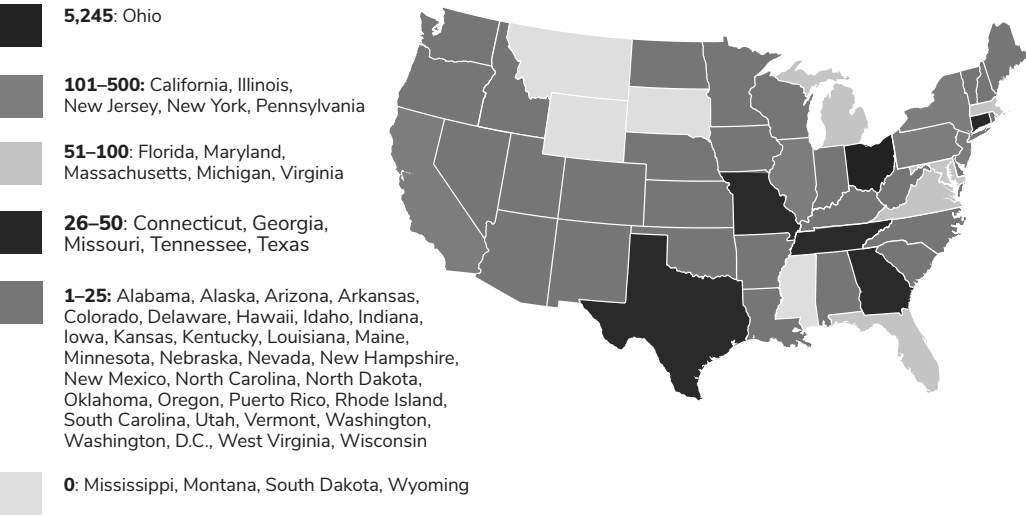 5,245: Ohio
101–500: California, Illinois,
New Jersey, New York, Pennsylvania
51–100: Florida, Maryland,
Massachusetts, Michigan, Virginia
26–50: Connecticut, Georgia,
Missouri, Tennessee, Texas
1–25: Alabama, Alaska, Arizona, Arkansas,
Colorado, Delaware, Hawaii, Idaho, Indiana,
Iowa, Kansas, Kentucky, Louisiana, Maine,
Minnesota, Nebraska, Nevada, New Hampshire,
New Mexico, North Carolina, North Dakota,
Oklahoma, Oregon, Puerto Rico, Rhode Island,
South Carolina, Utah, Vermont, Washington,
Washington, D.C., West Virginia, Wisconsin
0: Mississippi, Montana, South Dakota, Wyoming